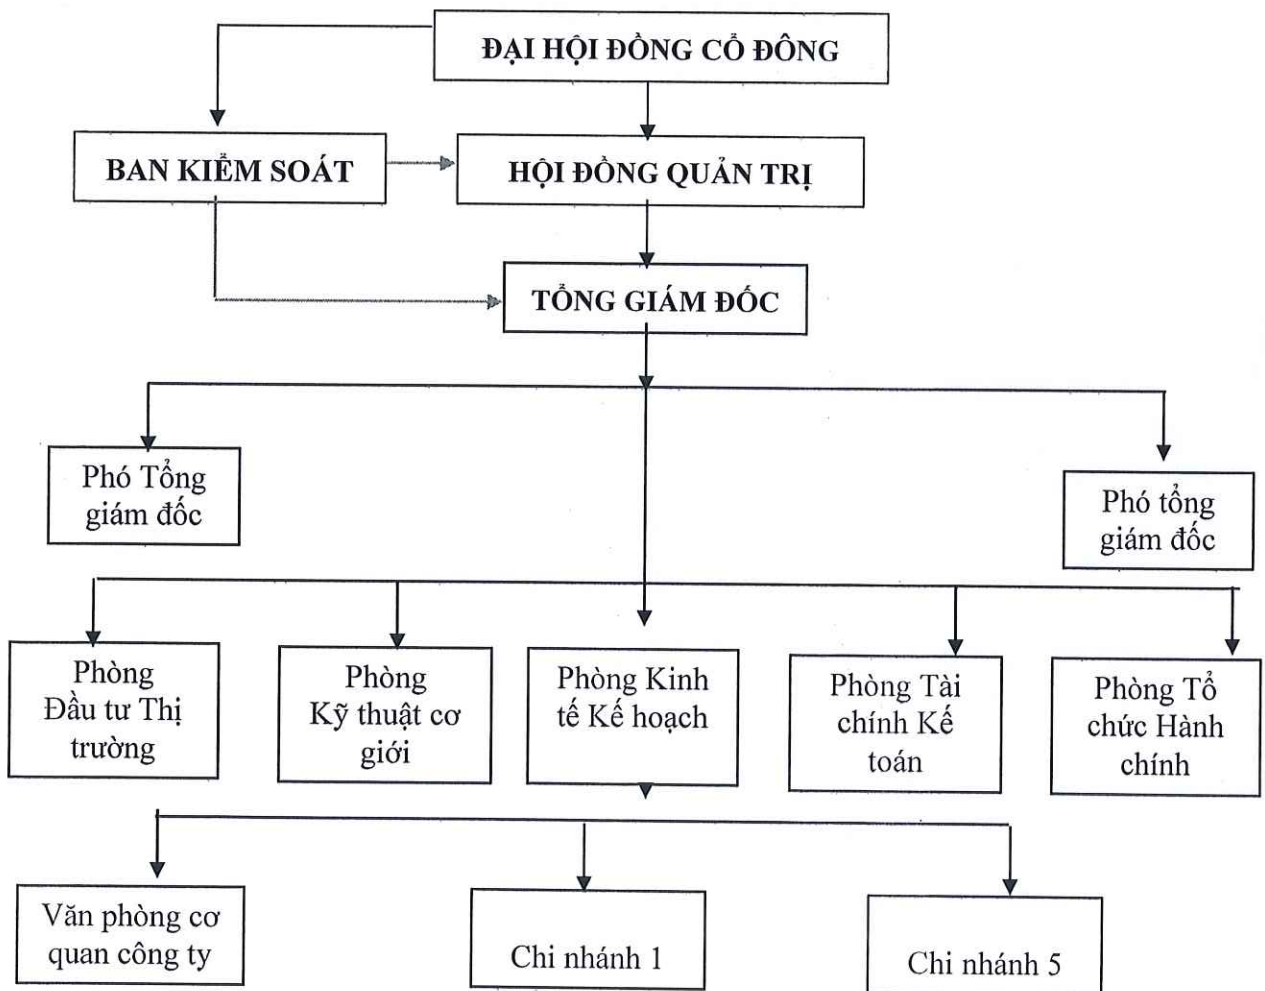 ĐẠI HỘI ĐỒNG CỔ ĐÔNG
BAN KIỂM SOÁT
HỘI ĐỒNG QUẢN TRỊ
TỔNG GIÁM ĐỐC
Phó Tổng
giám đốc
Phó tổng
giám đốc
Phòng
Đầu tư Thị
trường
Phòng
Kỹ thuật cơ
giới
Phòng Kinh
tế Kế hoạch
Phòng Tài
chính Kế
toán
Phòng Tổ
chức Hành
chính
Văn phòng cơ
quan công ty
Chi nhánh 1
Chi nhánh 5